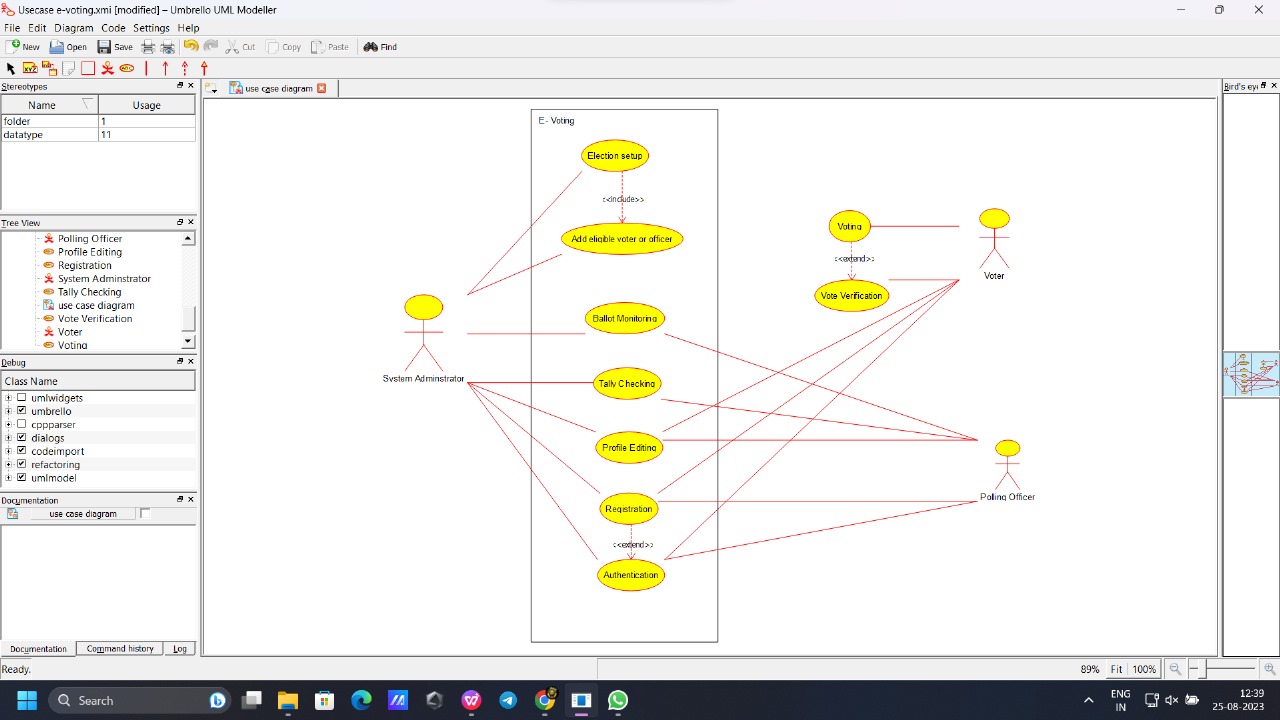 Usecase e-voting.xmi [modified] – Umbrello UML Modeller
File Edit Diagram Code Settings Help
New Open Save Cut Copy Paste Find
Stereotypes
Name Usage
folder 1
datatype 11
Tree View
Polling Officer
Profile Editing
Registration
System Adminstrator
Tally Checking
use case diagram
Vote Verification
Voter
Voting
Debug
Class Name
umlwidgets
umbrello
cppparser
dialogs
codeimport
refactoring
umlmodel
Documentation
use case diagram
Documentation Command history Log
Ready.
use case diagram
E- Voting
Election setup
<<include>>
Add eligible voter or officer
Ballot Monitoring
Tally Checking
Profile Editing
Registration
<<extend>>
Authentication
System Adminstrator
Voting
<<extend>>
Vote Verification
Voter
Polling Officer
Bird's eye
89% Fit 100%
Search
ENG
IN
12:39
25-08-2023